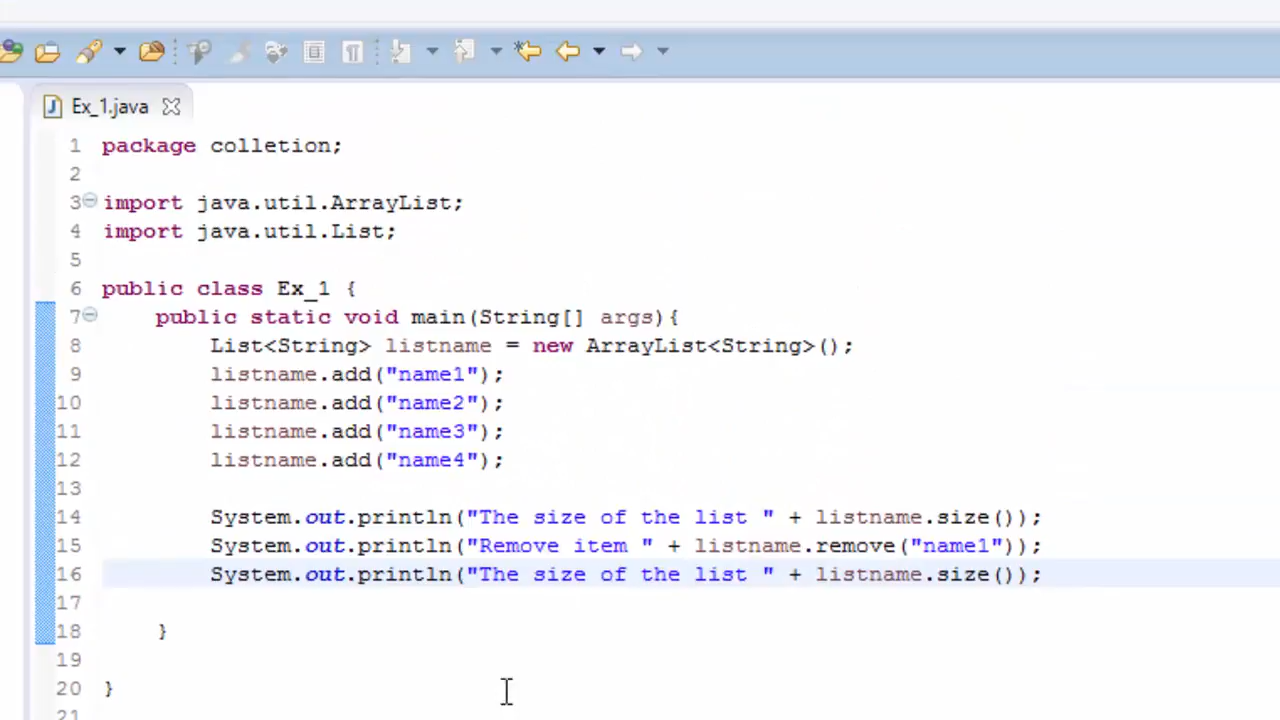 Ex_1.java
1 package colletion;
2
3 import java.util.ArrayList;
4 import java.util.List;
5
6 public class Ex_1 {
7 public static void main(String[] args){
8 List<String> listname = new ArrayList<String>();
9 listname.add("name1");
10 listname.add("name2");
11 listname.add("name3");
12 listname.add("name4");
13
14 System.out.println("The size of the list " + listname.size());
15 System.out.println("Remove item " + listname.remove("name1"));
16 System.out.println("The size of the list " + listname.size());
17
18 }
19
20 }
21